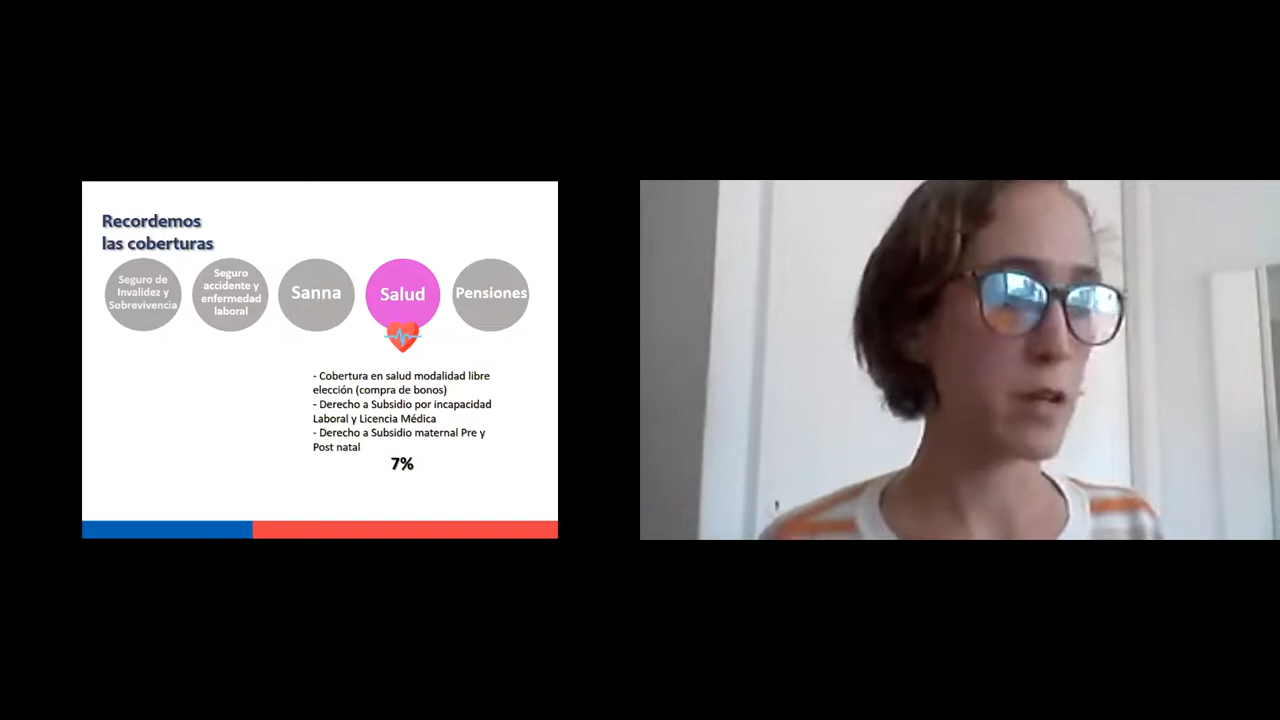 Recordemos
las coberturas
Seguro de
Invalidez y
Sobrevivencia
Seguro
accidente y
enfermedad
laboral
Sanna
Salud
Pensiones
- Cobertura en salud modalidad libre
elección (compra de bonos)
- Derecho a Subsidio por incapacidad
Laboral y Licencia Médica
- Derecho a Subsidio maternal Pre y
Post natal
7%